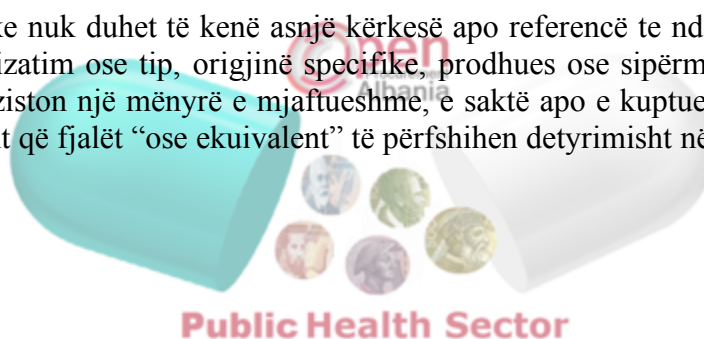 ke nuk duhet të kenë asnjë kërkesë apo referencë te nd
izatim ose tip, origjinë specifike, prodhues ose sipërm
ziston një mënyrë e mjaftueshme, e saktë apo e kuptue
t që fjalët “ose ekuivalent” të përfshihen detyrimisht në
Open
Albania
Public Health Sector